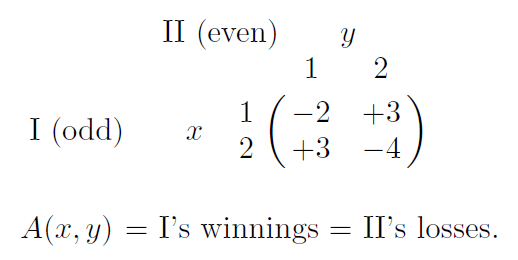 II (even) y
1 2
I (odd) x 1 ( −2 +3 )
2 ( +3 −4 )
A(x, y) = I's winnings = II's losses.